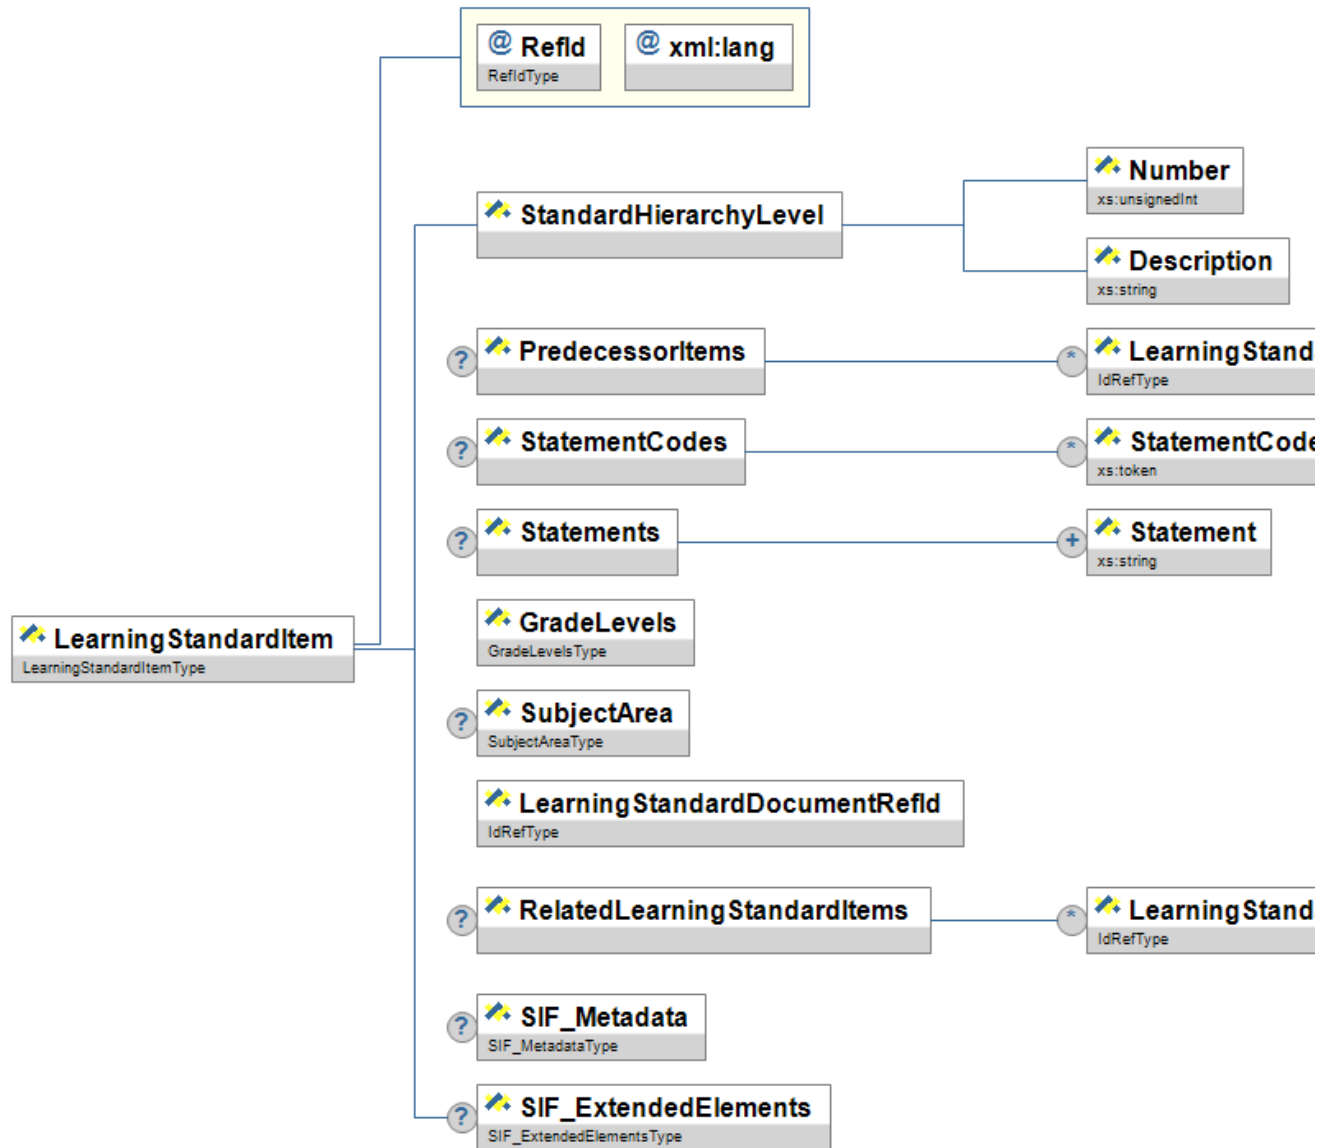 @ RefId
RefIdType
@ xml:lang
Number
xs:unsignedInt
StandardHierarchyLevel
Description
xs:string
? PredecessorItems
* LearningStand
IdRefType
? StatementCodes
* StatementCode
xs:token
? Statements
+ Statement
xs:string
GradeLevels
GradeLevelsType
LearningStandardItem
LearningStandardItemType
? SubjectArea
SubjectAreaType
LearningStandardDocumentRefId
IdRefType
? RelatedLearningStandardItems
* LearningStand
IdRefType
? SIF_Metadata
SIF_MetadataType
? SIF_ExtendedElements
SIF_ExtendedElementsType